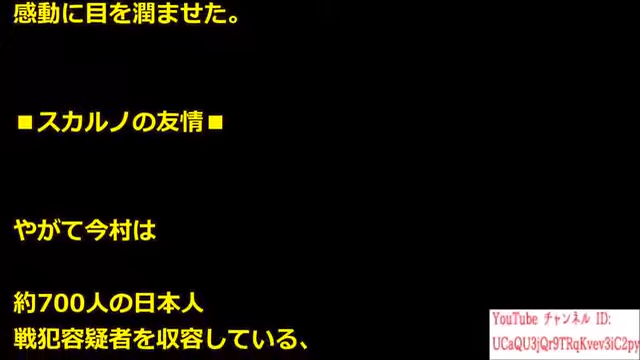 感動に目を潤ませた。
■スカルノの友情■
やがて今村は
約700人の日本人
戦犯容疑者を収容している、
YouTube チャンネル ID:
UCaQU3jQr9TRqKvev3iC2py